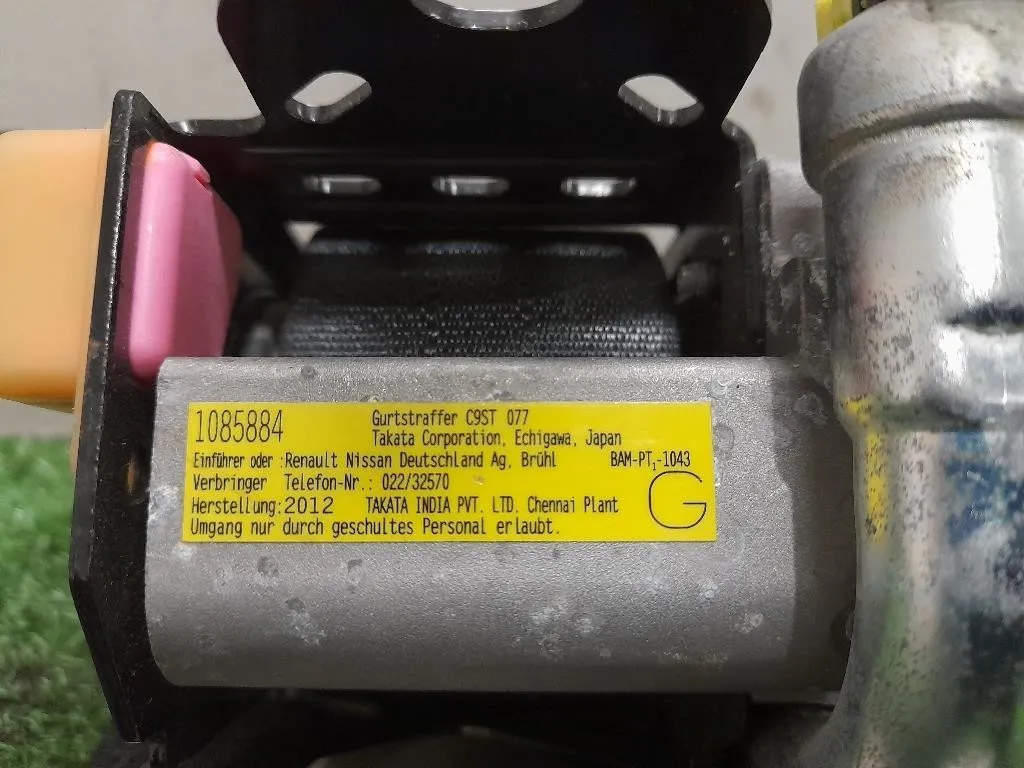 1085884 Gurtstraffer C9ST 077
Takata Corporation, Echigawa, Japan
Einführer oder :Renault Nissan Deutschland Ag, Brühl BAM-PT₁-1043
Verbringer Telefon-Nr.: 022/32570
Herstellung:2012 TAKATA INDIA PVT. LTD. Chennai Plant G
Umgang nur durch geschultes Personal erlaubt.